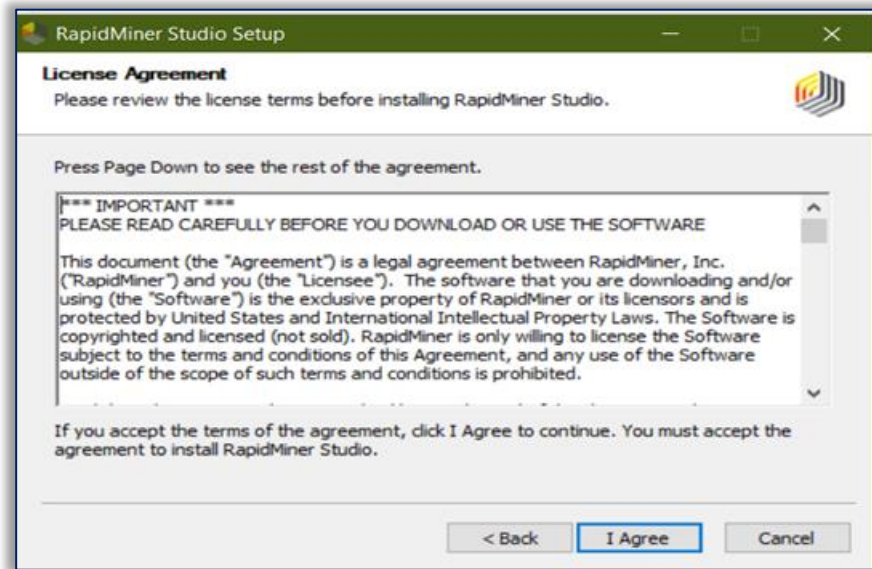 RapidMiner Studio Setup
License Agreement
Please review the license terms before installing RapidMiner Studio.
Press Page Down to see the rest of the agreement.
*** IMPORTANT ***
PLEASE READ CAREFULLY BEFORE YOU DOWNLOAD OR USE THE SOFTWARE
This document (the "Agreement") is a legal agreement between RapidMiner, Inc.
("RapidMiner") and you (the "Licensee").  The software that you are downloading and/or
using (the "Software") is the exclusive property of RapidMiner or its licensors and is
protected by United States and International Intellectual Property Laws. The Software is
copyrighted and licensed (not sold). RapidMiner is only willing to license the Software
subject to the terms and conditions of this Agreement, and any use of the Software
outside of the scope of such terms and conditions is prohibited.
If you accept the terms of the agreement, click I Agree to continue. You must accept the
agreement to install RapidMiner Studio.
< Back
I Agree
Cancel